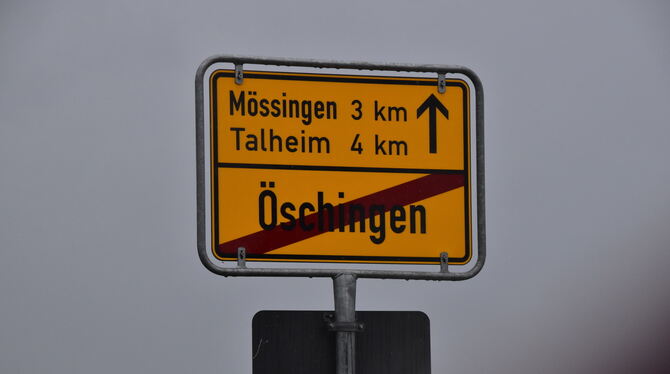 Mössingen 3 km ↑
Talheim 4 km
Öschingen